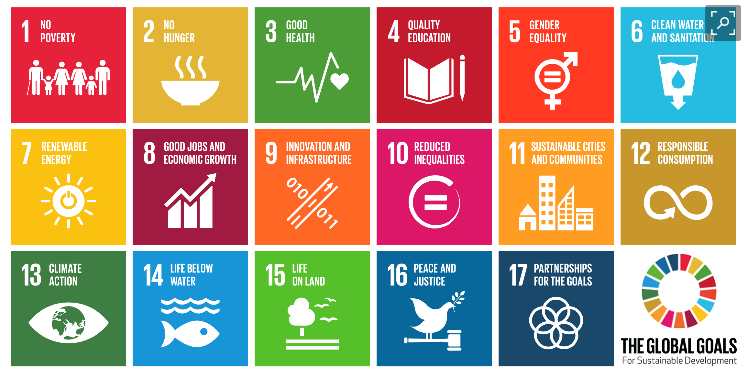 1 NO
POVERTY
2 NO
HUNGER
3 GOOD
HEALTH
4 QUALITY
EDUCATION
5 GENDER
EQUALITY
6 CLEAN WATER
AND SANITATION
7 RENEWABLE
ENERGY
8 GOOD JOBS AND
ECONOMIC GROWTH
9 INNOVATION AND
INFRASTRUCTURE
010
011
10 REDUCED
INEQUALITIES
11 SUSTAINABLE CITIES
AND COMMUNITIES
12 RESPONSIBLE
CONSUMPTION
13 CLIMATE
ACTION
14 LIFE BELOW
WATER
15 LIFE
ON LAND
16 PEACE AND
JUSTICE
17 PARTNERSHIPS
FOR THE GOALS
THE GLOBAL GOALS
For Sustainable Development